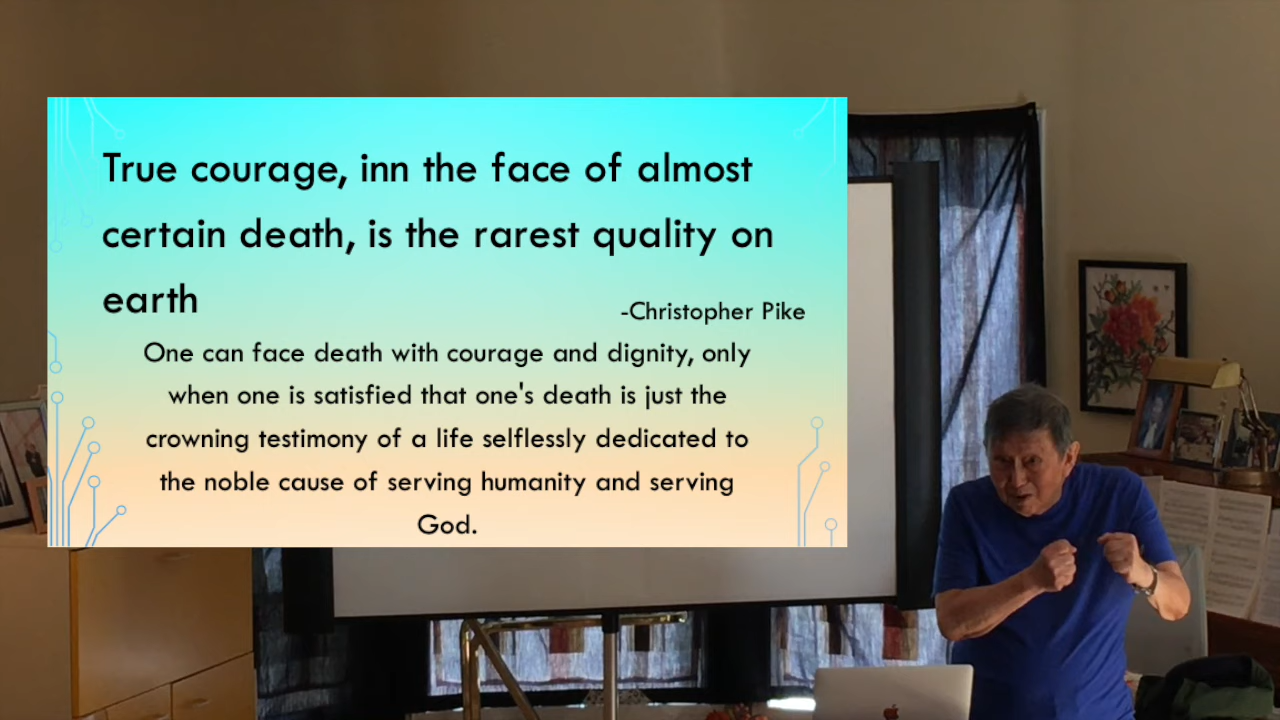 True courage, inn the face of almost
certain death, is the rarest quality on
earth
-Christopher Pike
One can face death with courage and dignity, only
when one is satisfied that one's death is just the
crowning testimony of a life selflessly dedicated to
the noble cause of serving humanity and serving
God.